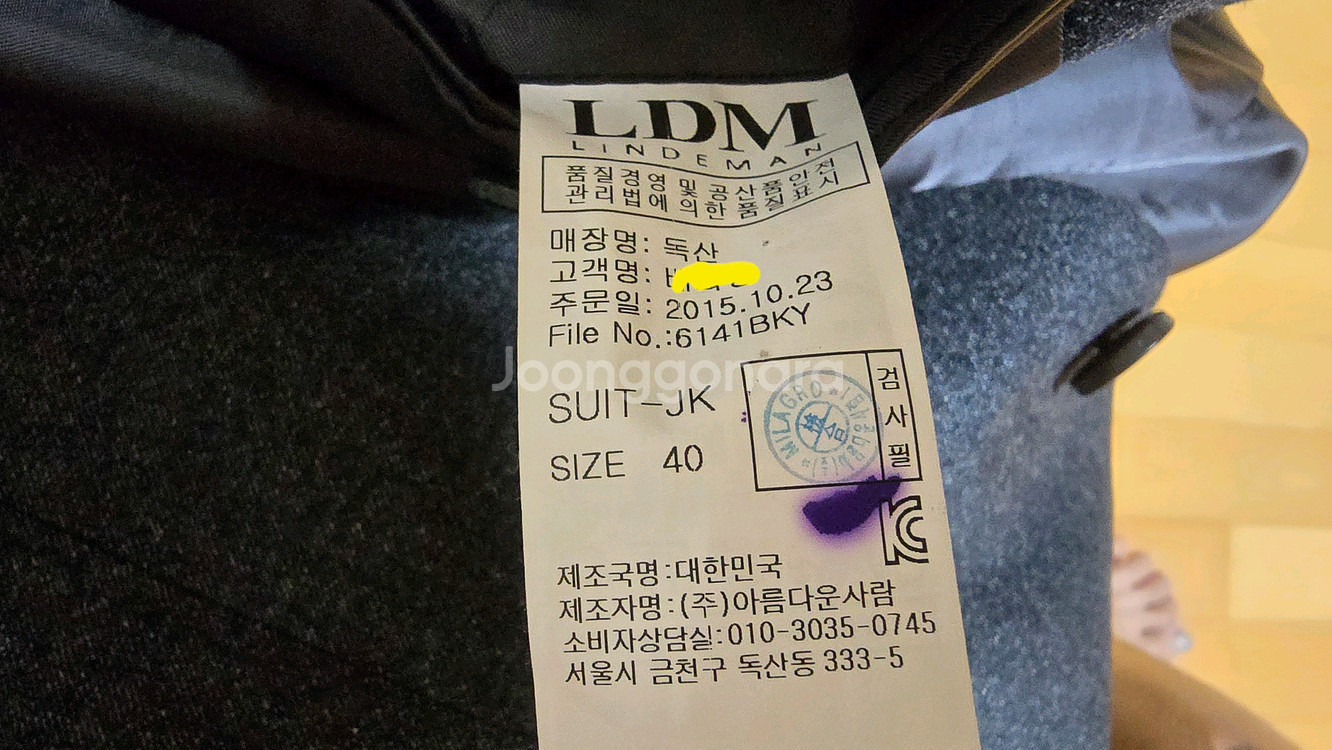 LDM
LINDEMAN
품질경영 및 공산품안전
관리법에 의한 품질표시
매장명: 독산
고객명:
주문일: 2015.10.23
File No.:6141BKY
Joonggonara
SUIT-JK
SIZE 40
MILAGRO
검사필
제조국명:대한민국
제조자명:(주)아름다운사람
소비자상담실:010-3035-0745
서울시 금천구 독산동 333-5